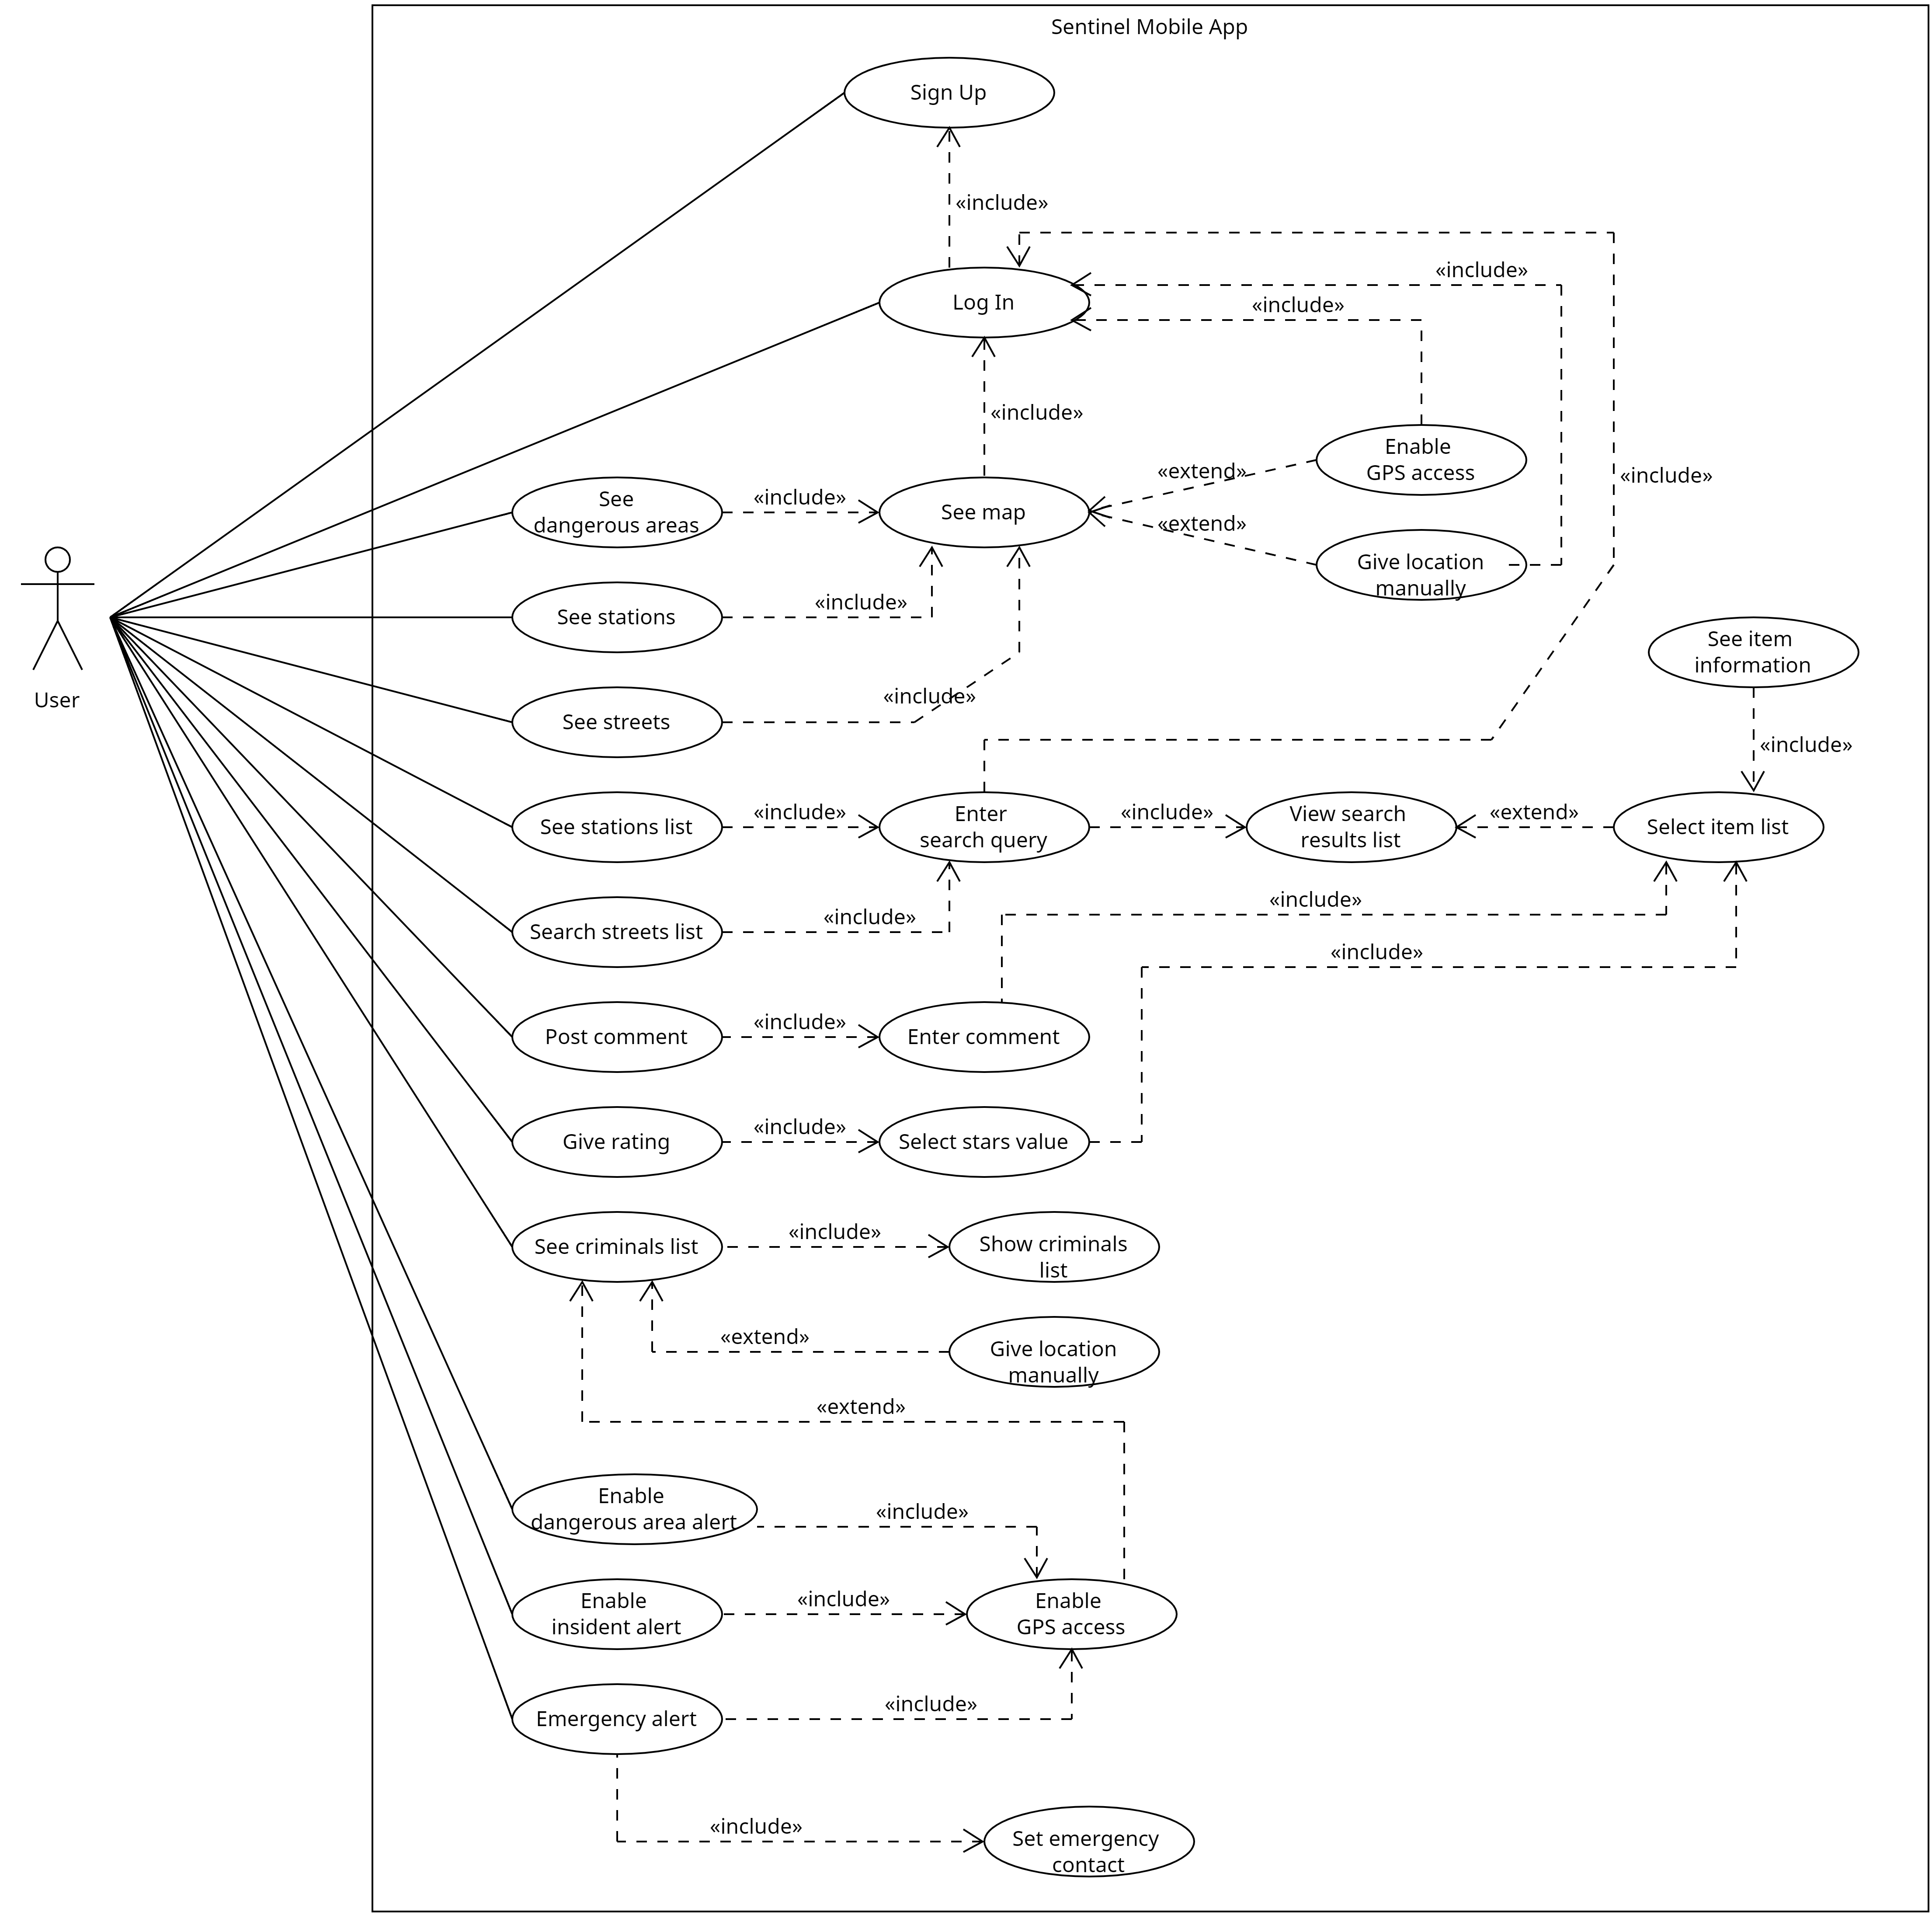 Sentinel Mobile App
Sign Up
«include»
Log In
«include»
«include»
«include»
«include»
Enable
GPS access
«extend»
«include»
See
dangerous areas
«include»
See map
«extend»
Give location
manually
See stations
«include»
See item
information
User
See streets
«include»
«include»
See stations list
«include»
Enter
search query
«include»
View search
results list
«extend»
Select item list
«include»
Search streets list
«include»
«include»
Post comment
«include»
Enter comment
Give rating
«include»
Select stars value
See criminals list
«include»
Show criminals
list
«extend»
Give location
manually
«extend»
Enable
dangerous area alert
«include»
Enable
insident alert
«include»
Enable
GPS access
Emergency alert
«include»
«include»
Set emergency
contact